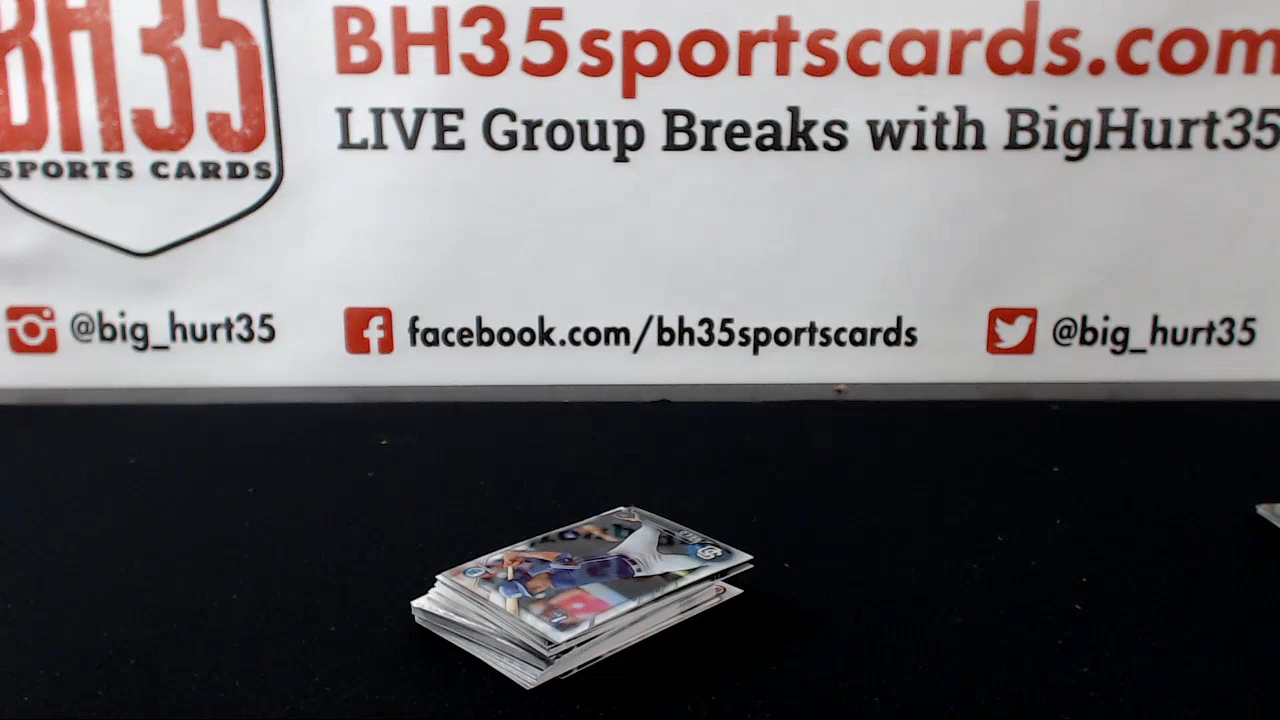 BH35
SPORTS CARDS
BH35sportscards.com
LIVE Group Breaks with BigHurt35
@big_hurt35
facebook.com/bh35sportscards
@big_hurt35